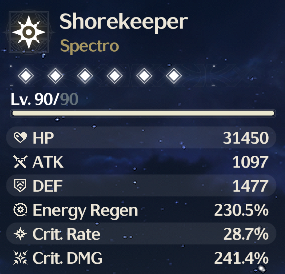 Shorekeeper
Spectro
Lv. 90/90
HP 31450
ATK 1097
DEF 1477
Energy Regen 230.5%
Crit. Rate 28.7%
Crit. DMG 241.4%